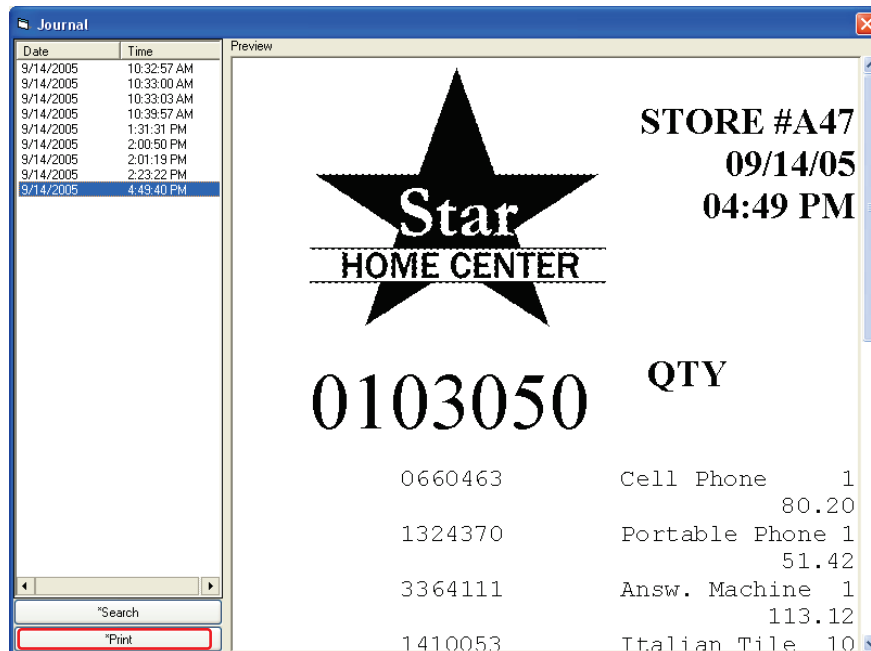 Journal
Date Time
9/14/2005 10:32:57 AM
9/14/2005 10:33:00 AM
9/14/2005 10:33:03 AM
9/14/2005 10:39:57 AM
9/14/2005 1:31:31 PM
9/14/2005 2:00:50 PM
9/14/2005 2:01:19 PM
9/14/2005 2:23:22 PM
9/14/2005 4:49:40 PM
*Search
*Print
Preview
STORE #A47
09/14/05
04:49 PM
Star
HOME CENTER
0103050 QTY
0660463 Cell Phone 1
80.20
1324370 Portable Phone 1
51.42
3364111 Answ. Machine 1
113.12
1410053 Italian Tile 10